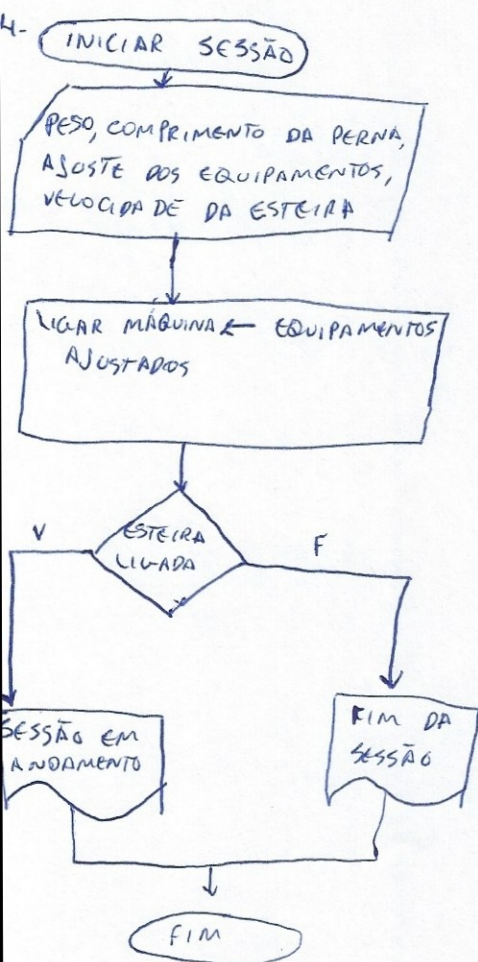 4- INICIAR SESSÃO
PESO, COMPRIMENTO DA PERNA,
AJUSTE DOS EQUIPAMENTOS,
VELOCIDADE DA ESTEIRA
LIGAR MÁQUINA ← EQUIPAMENTOS
AJUSTADOS
ESTEIRA
LIGADA
V
F
SESSÃO EM
ANDAMENTO
FIM DA
SESSÃO
FIM